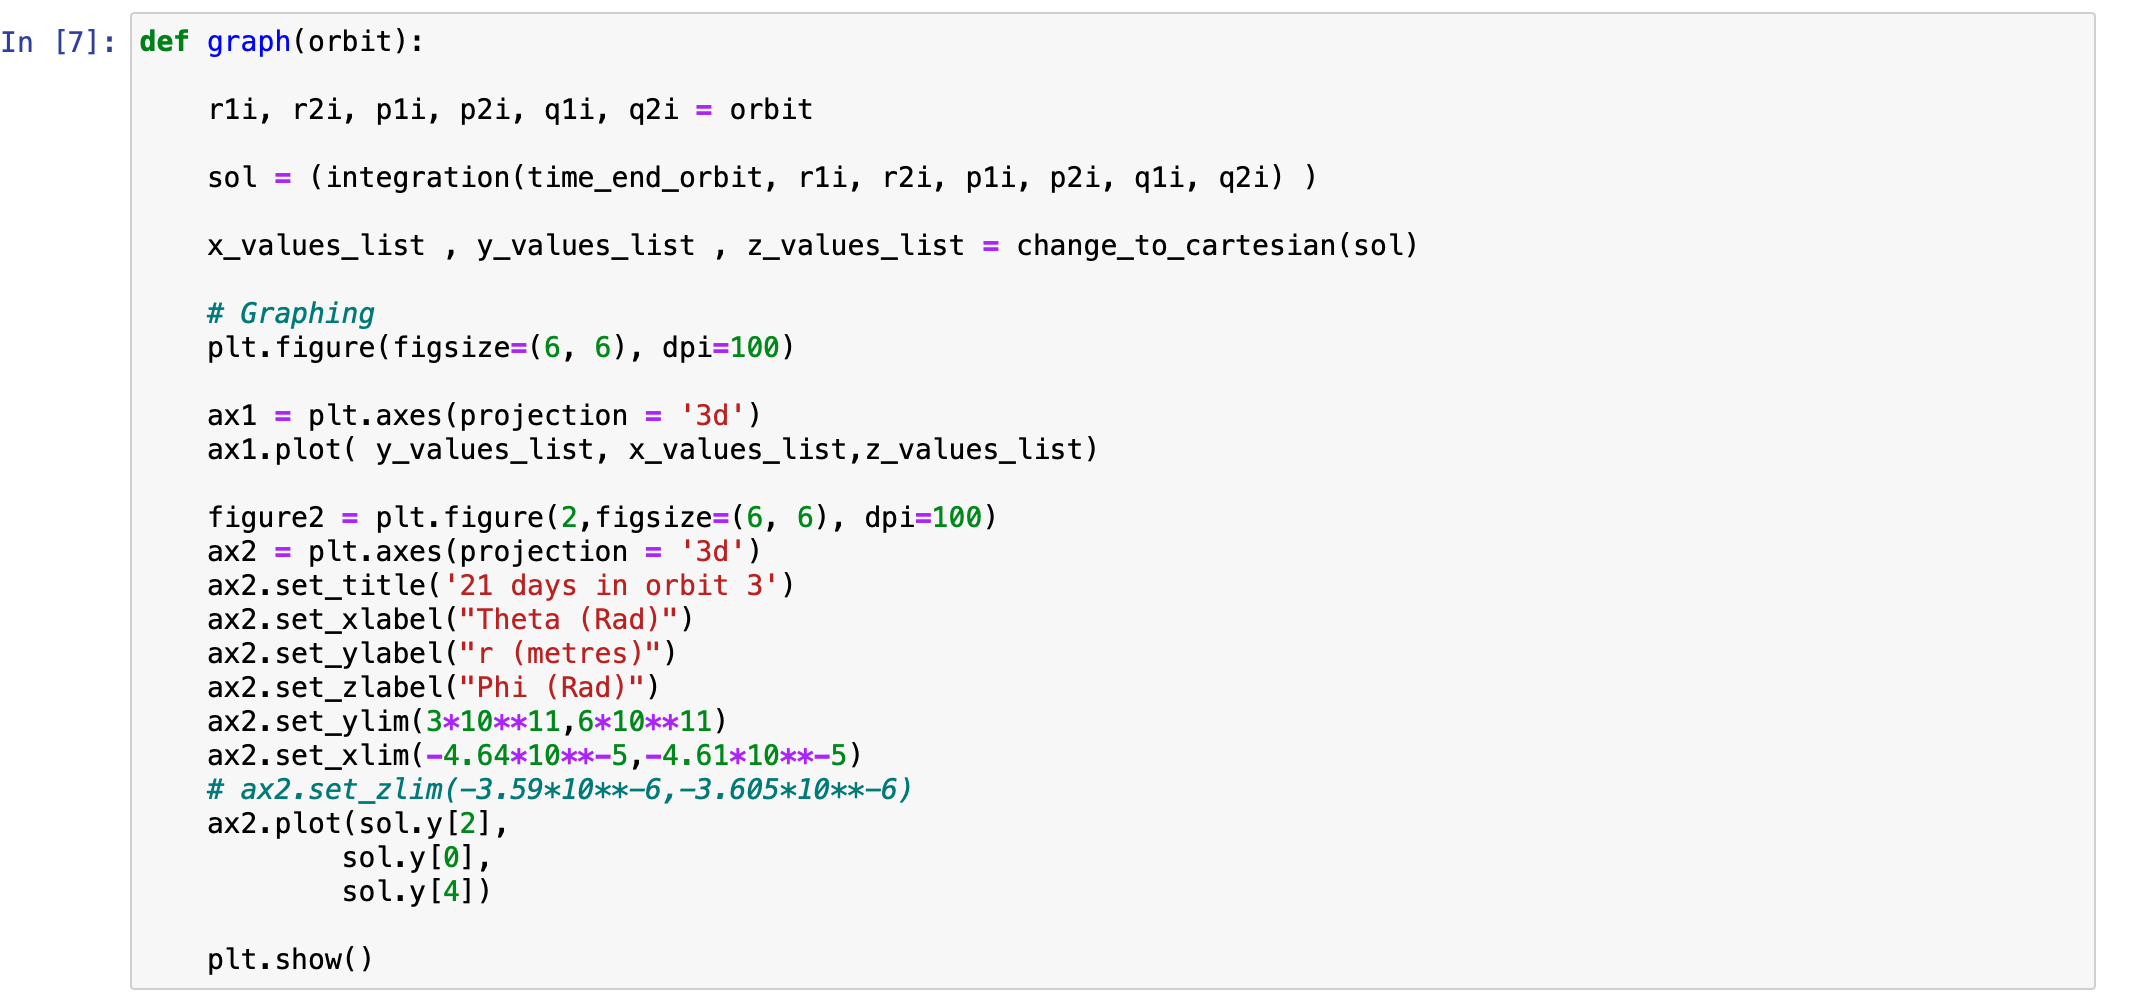 In [7]: def graph(orbit):
r1i, r2i, p1i, p2i, q1i, q2i = orbit
sol = (integration(time_end_orbit, r1i, r2i, p1i, p2i, q1i, q2i) )
x_values_list , y_values_list , z_values_list = change_to_cartesian(sol)
# Graphing
plt.figure(figsize=(6, 6), dpi=100)
ax1 = plt.axes(projection = '3d')
ax1.plot( y_values_list, x_values_list,z_values_list)
figure2 = plt.figure(2,figsize=(6, 6), dpi=100)
ax2 = plt.axes(projection = '3d')
ax2.set_title('21 days in orbit 3')
ax2.set_xlabel("Theta (Rad)")
ax2.set_ylabel("r (metres)")
ax2.set_zlabel("Phi (Rad)")
ax2.set_ylim(3*10**11,6*10**11)
ax2.set_xlim(-4.64*10**-5,-4.61*10**-5)
# ax2.set_zlim(-3.59*10**-6,-3.605*10**-6)
ax2.plot(sol.y[2],
sol.y[0],
sol.y[4])
plt.show()